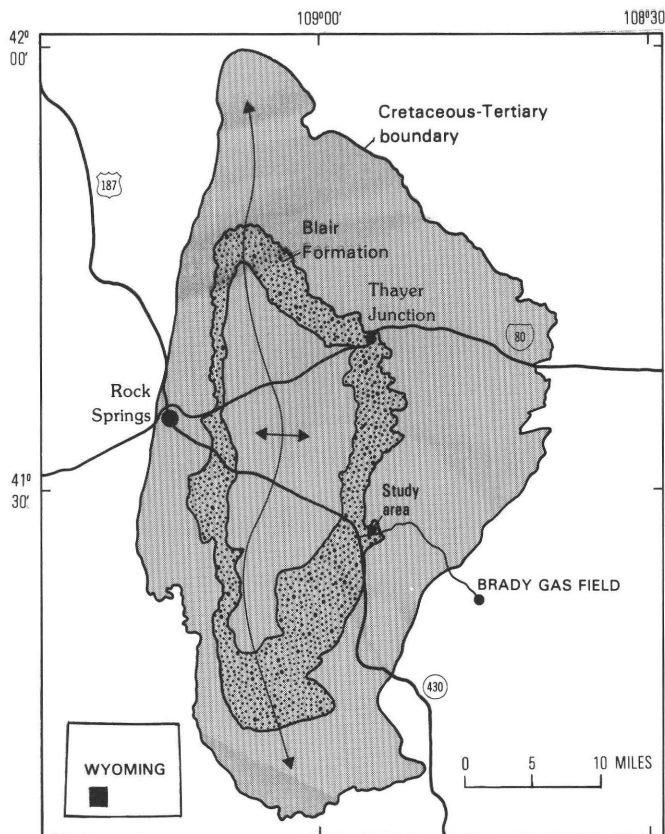 109°00'
108°30
42°
00'
Cretaceous-Tertiary
boundary
187
Blair
Formation
Thayer
Junction
80
Rock
Springs
41°
30'
Study
area
BRADY GAS FIELD
430
WYOMING
0 5 10 MILES